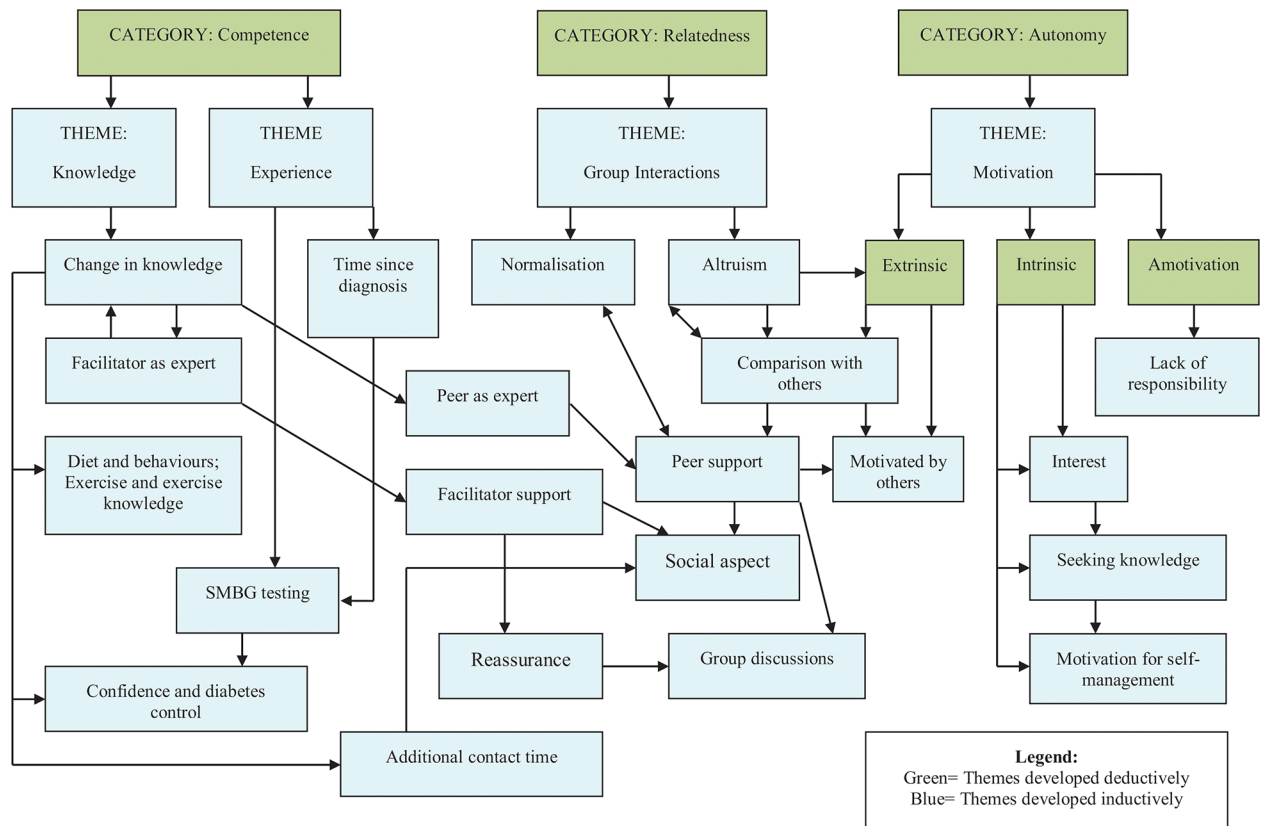 CATEGORY: Competence
CATEGORY: Relatedness
CATEGORY: Autonomy
THEME:
Knowledge
THEME
Experience
THEME:
Group Interactions
THEME:
Motivation
Change in knowledge
Time since
diagnosis
Normalisation
Altruism
Extrinsic
Intrinsic
Amotivation
Facilitator as expert
Comparison with
others
Lack of
responsibility
Peer as expert
Diet and behaviours;
Exercise and exercise
knowledge
Facilitator support
Peer support
Motivated by
others
Interest
Social aspect
Seeking knowledge
SMBG testing
Reassurance
Group discussions
Motivation for self-
management
Confidence and diabetes
control
Additional contact time
Legend:
Green= Themes developed deductively
Blue= Themes developed inductively